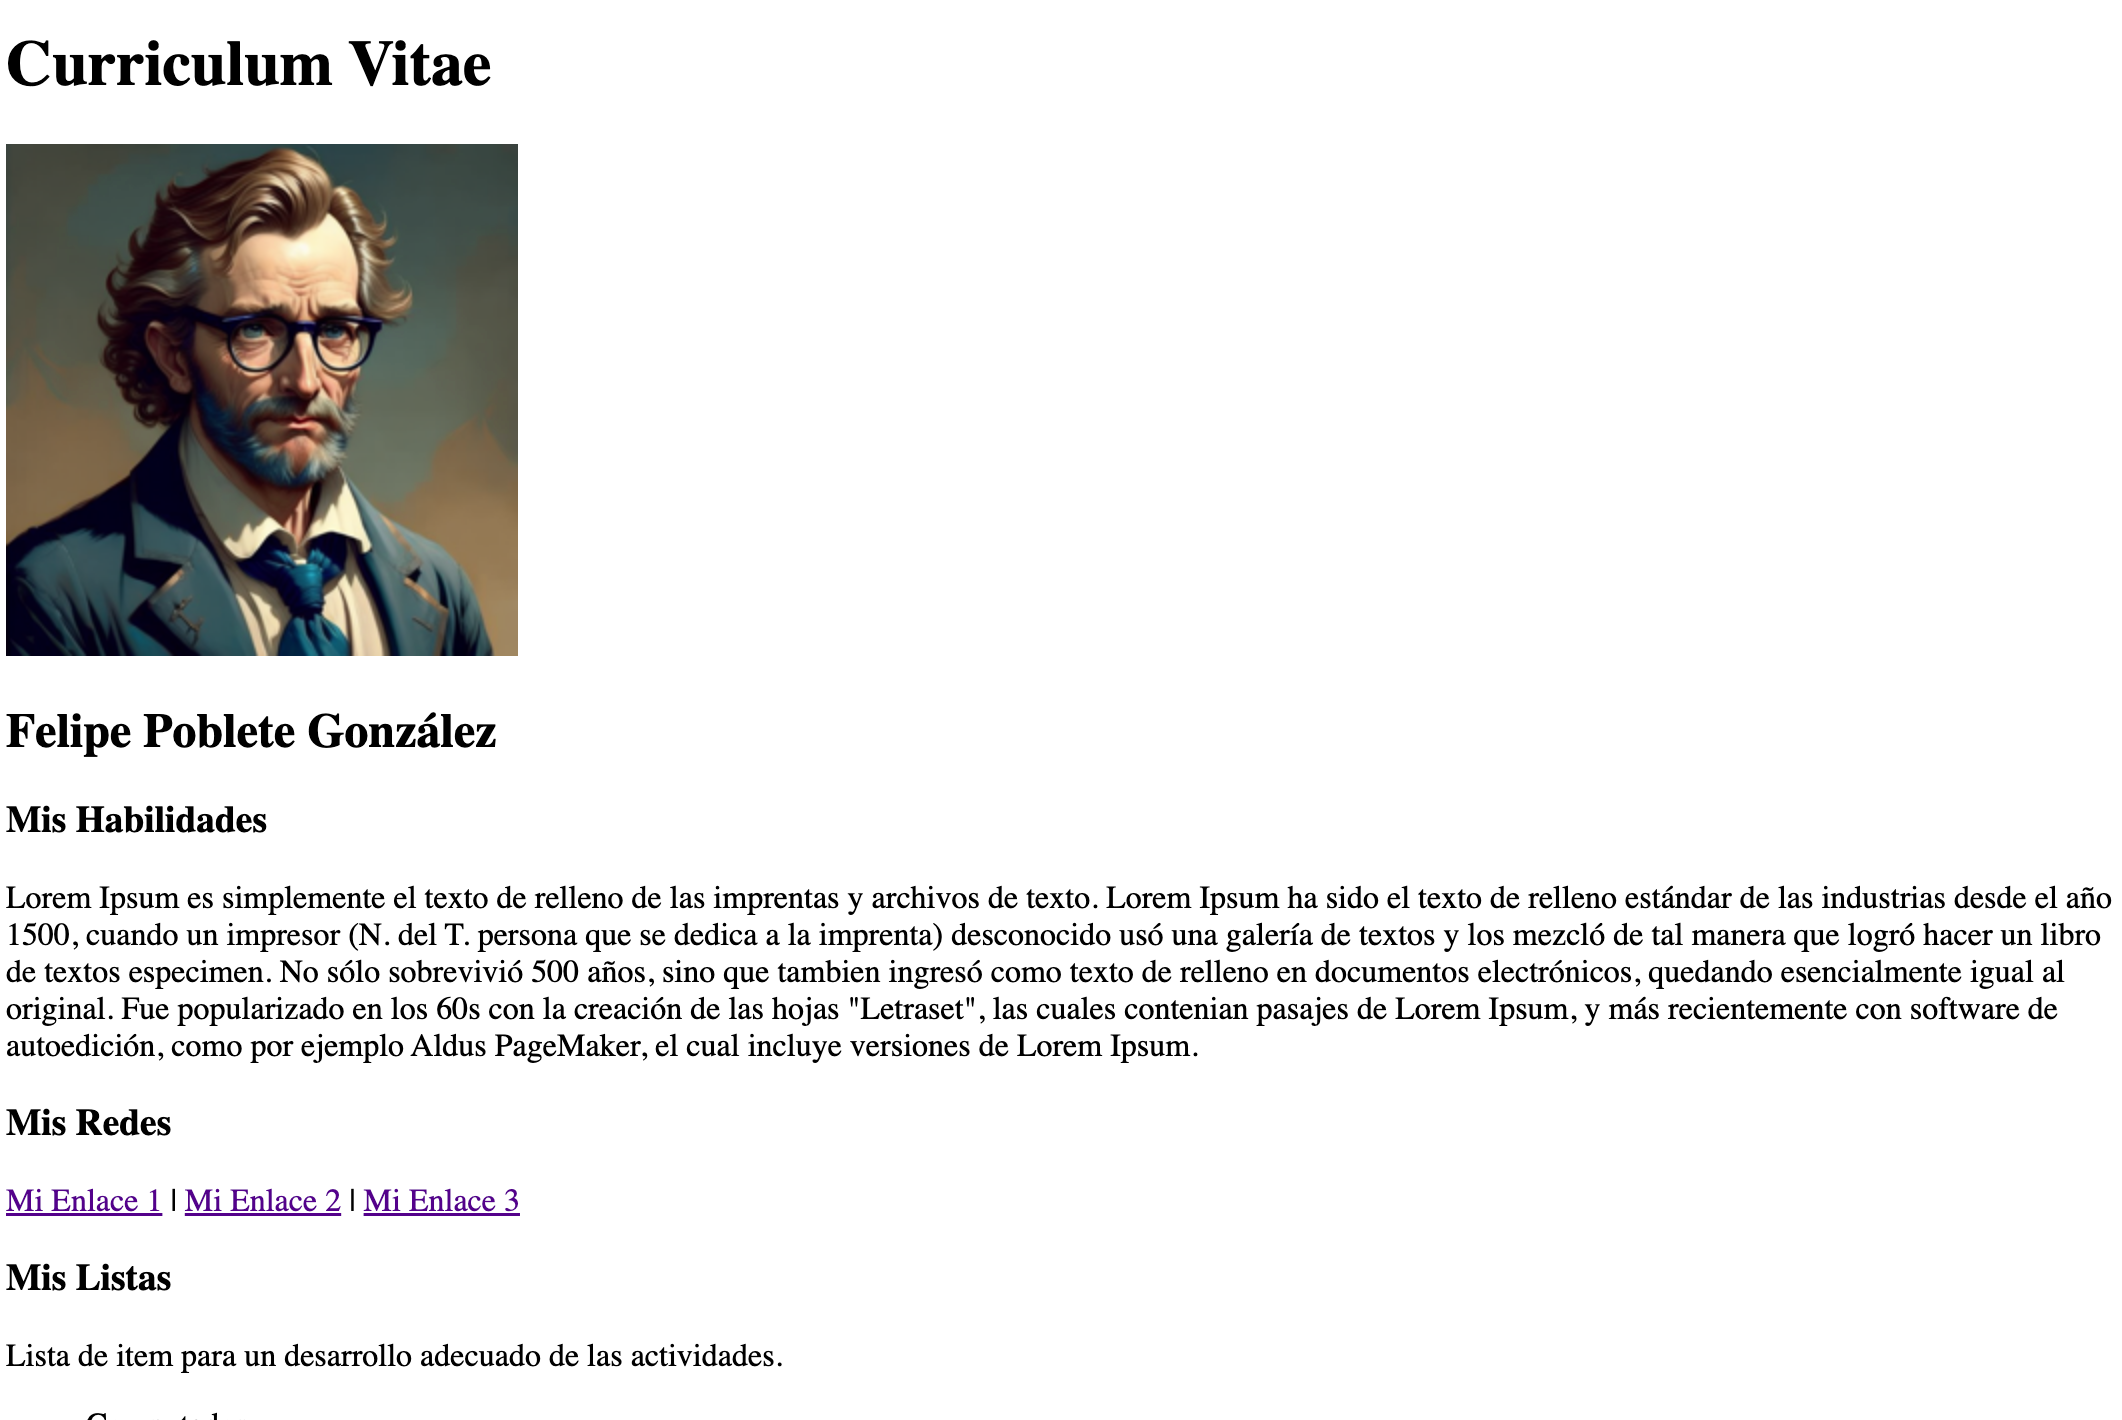 Curriculum Vitae
Felipe Poblete González
Mis Habilidades
Lorem Ipsum es simplemente el texto de relleno de las imprentas y archivos de texto. Lorem Ipsum ha sido el texto de relleno estándar de las industrias desde el año
1500, cuando un impresor (N. del T. persona que se dedica a la imprenta) desconocido usó una galería de textos y los mezcló de tal manera que logró hacer un libro
de textos especimen. No sólo sobrevivió 500 años, sino que tambien ingresó como texto de relleno en documentos electrónicos, quedando esencialmente igual al
original. Fue popularizado en los 60s con la creación de las hojas "Letraset", las cuales contenian pasajes de Lorem Ipsum, y más recientemente con software de
autoedición, como por ejemplo Aldus PageMaker, el cual incluye versiones de Lorem Ipsum.
Mis Redes
Mi Enlace 1 | Mi Enlace 2 | Mi Enlace 3
Mis Listas
Lista de item para un desarrollo adecuado de las actividades.